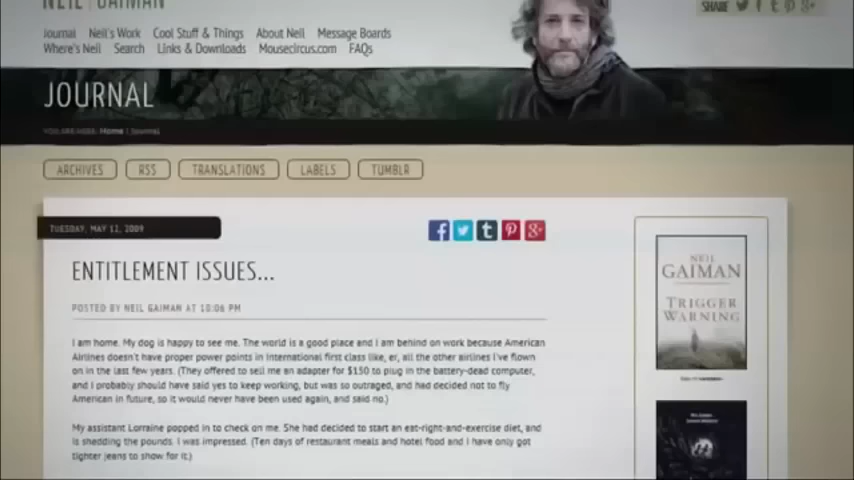 NEIL GAIMAN
SHARE
Journal Neil's Work Cool Stuff & Things About Neil Message Boards
Where's Neil Search Links & Downloads Mousecircus.com FAQs
JOURNAL
YOU ARE HERE: Home | Journal
ARCHIVES RSS TRANSLATIONS LABELS TUMBLR
TUESDAY, MAY 12, 2009
ENTITLEMENT ISSUES...
POSTED BY NEIL GAIMAN AT 10:06 PM
I am home. My dog is happy to see me. The world is a good place and I am behind on work because American
Airlines doesn't have proper power points in International first class like, er, all the other airlines I've flown
on in the last few years. (They offered to sell me an adapter for $150 to plug in the battery-dead computer,
and I probably should have said yes to keep working, but was so outraged, and had decided not to fly
American in future, so it would never have been used again, and said no.)
My assistant Lorraine popped in to check on me. She had decided to start an eat-right-and-exercise diet, and
is shedding the pounds. I was impressed. (Ten days of restaurant meals and hotel food and I have only got
tighter jeans to show for it.)
NEIL
GAIMAN
TRIGGER
WARNING